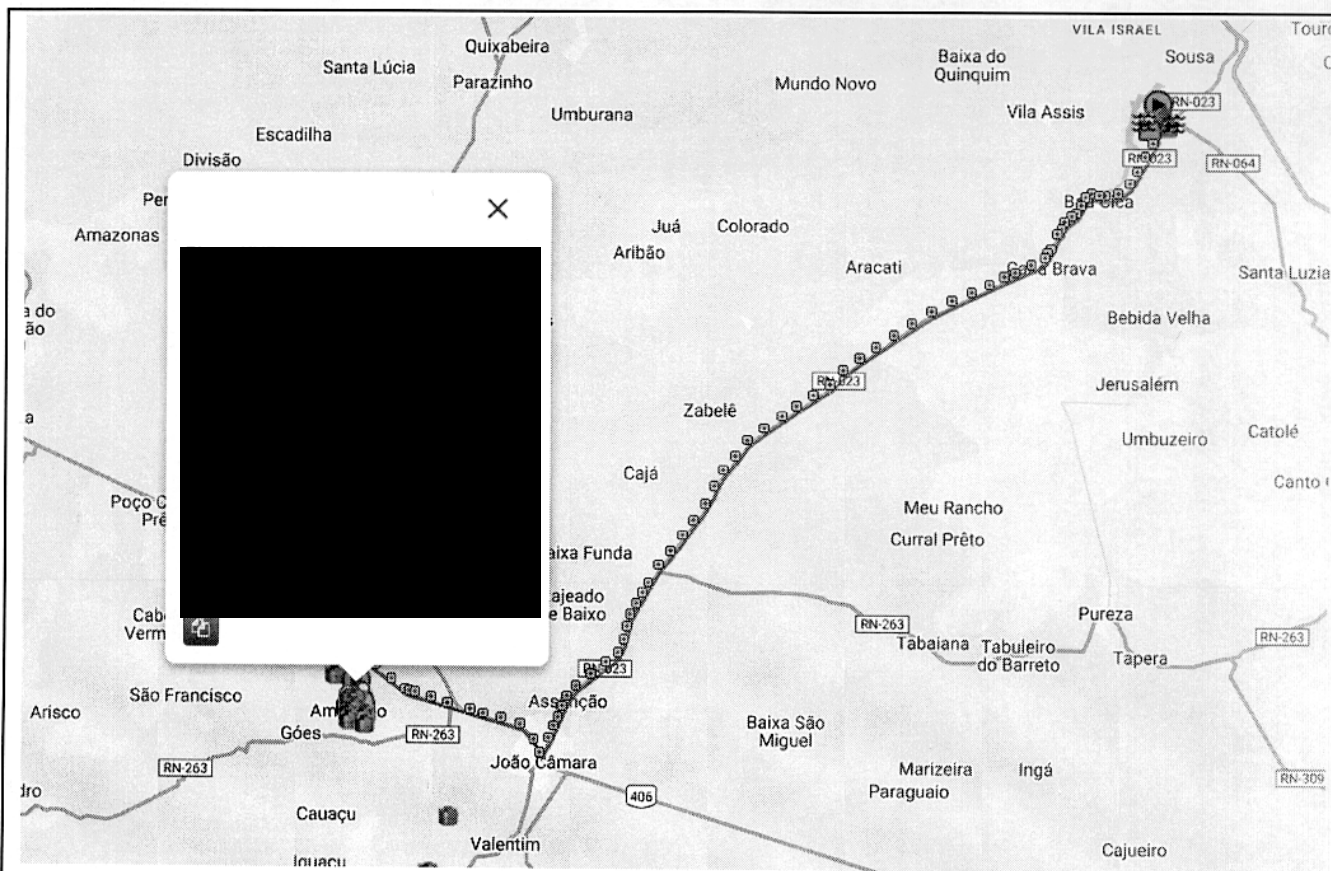 VILA ISRAEL
Quixabeira
Baixa do
Quinquim
Sousa
Santa Lúcia
Parazinho
Mundo Novo
RN-023
Umburana
Vila Assis
Escadilha
Divisão
RN-064
Juá
Colorado
Amazonas
Aribão
Aracati
Brava
Santa Luzia
Bebida Velha
RN-023
Jerusalém
Zabelê
Umbuzeiro
Catolé
Cajá
Canto
Meu Rancho
Curral Prêto
Poço
aixa Funda
ajeado
e Baixo
RN-263
Pureza
RN-263
Tabaiana
Tabuleiro
do Barreto
Tapera
RN-023
São Francisco
Arisco
Assunção
Góes
RN-263
Baixa São
Miguel
João Câmara
RN-263
Marizeira
Ingá
RN-309
Paraguaio
406
Cauaçu
Valentim
Cajueiro
Iguaçu